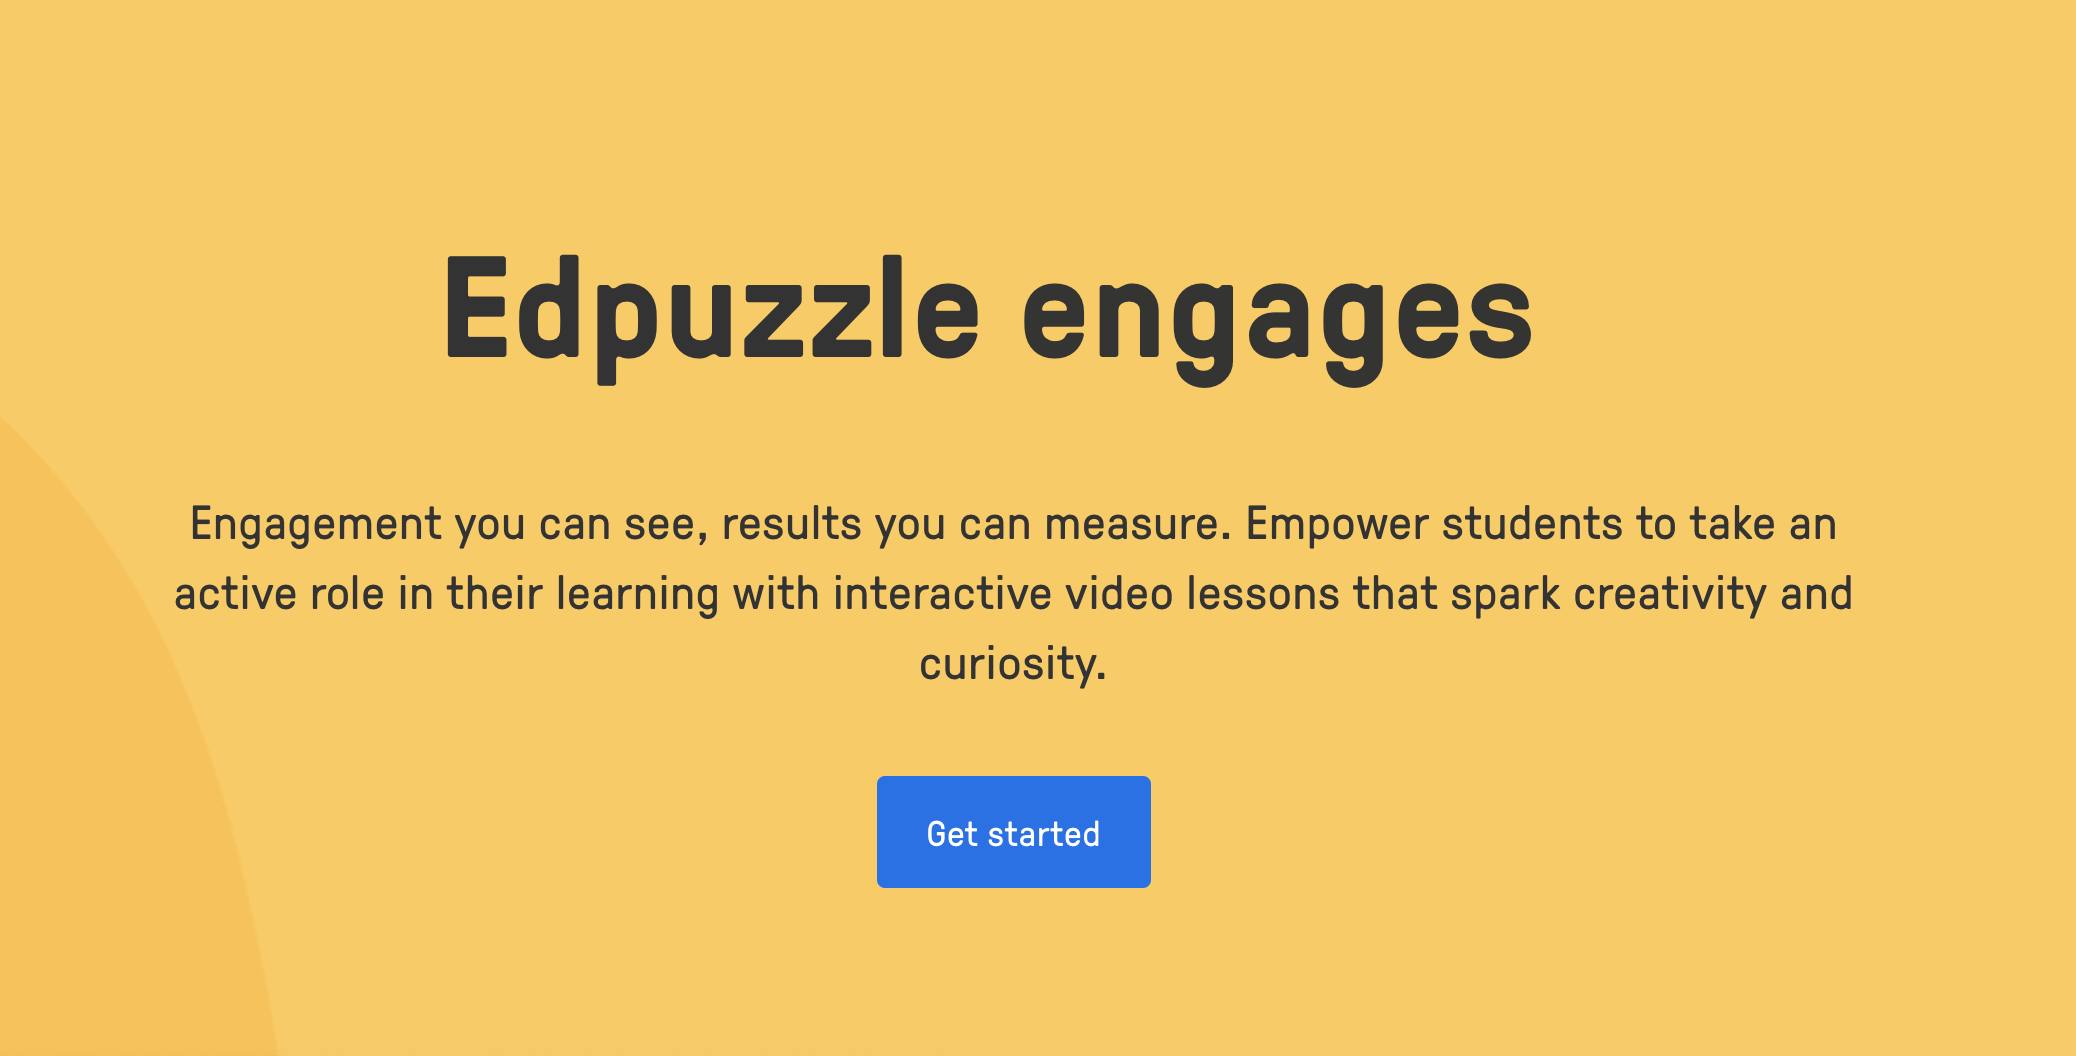 Edpuzzle engages
Engagement you can see, results you can measure. Empower students to take an
active role in their learning with interactive video lessons that spark creativity and
curiosity.
Get started